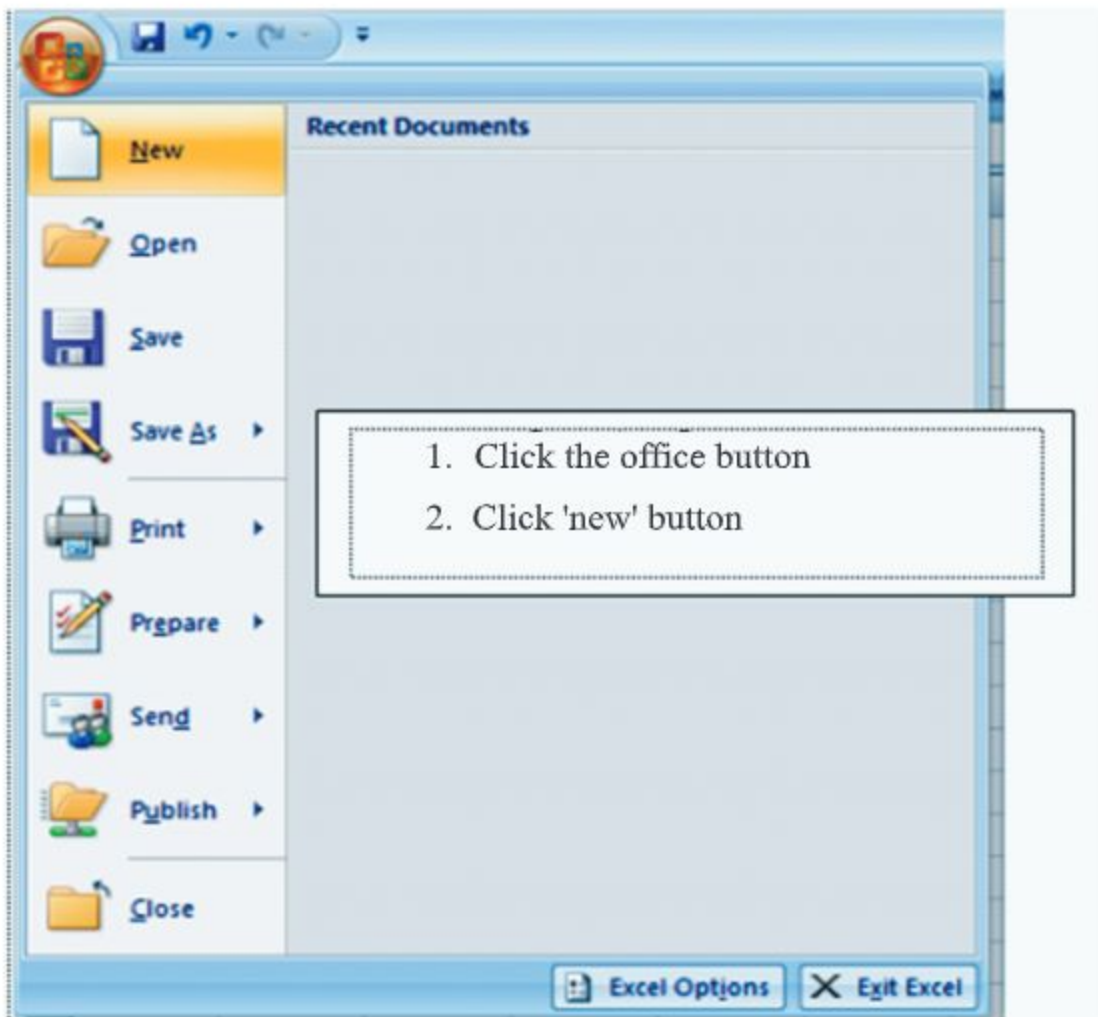 New
Recent Documents
Open
Save
Save As
1. Click the office button
2. Click 'new' button
Print
Prepare
Send
Publish
Close
Excel Options
Exit Excel